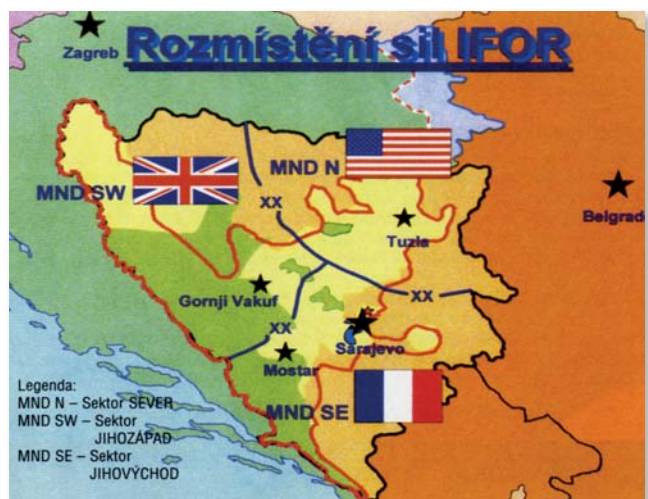 Rozmístění sil IFOR
Zagreb
MND N
MND SW
XX
Belgrade
Tuzla
Gornji Vakuf
XX
XX
Sarajevo
Mostar
MND SE
Legenda:
MND N – Sektor SEVER
MND SW – Sektor
JIHOZÁPAD
MND SE – Sektor
JIHOVÝCHOD